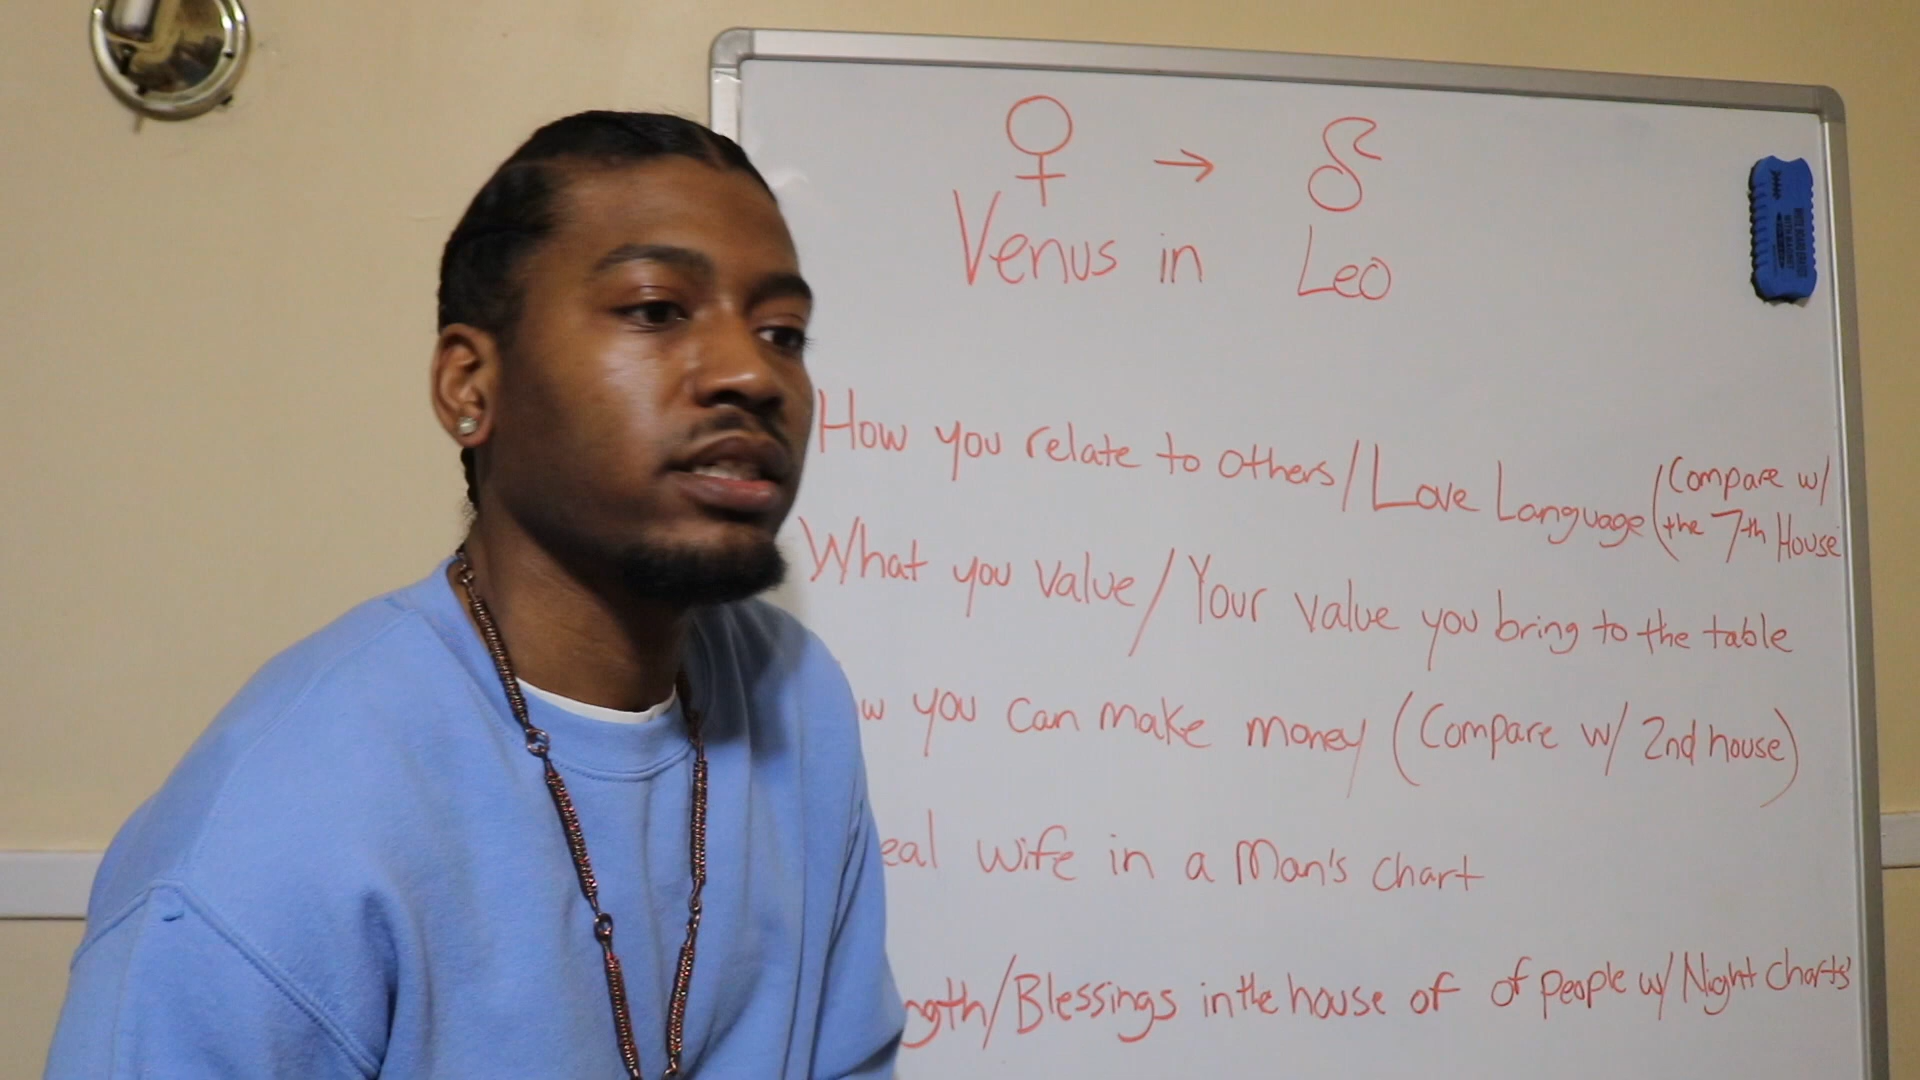 ♀ → ♌
Venus in Leo
How you relate to others/Love Language (Compare w/
the 7th House
What you value/Your value you bring to the table
w you can make money (Compare w/ 2nd house)
eal wife in a Man's chart
ngth/Blessings in the house of of people w/ Night charts